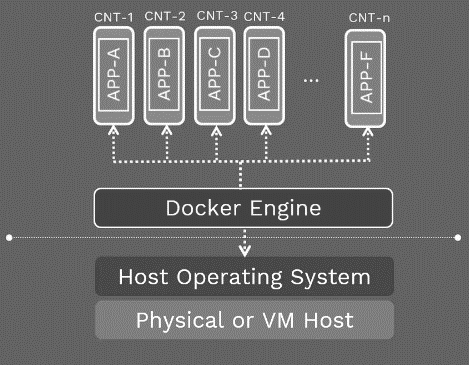 CNT-1 CNT-2 CNT-3 CNT-4 CNT-n
APP-A APP-B APP-C APP-D ... APP-F
Docker Engine
Host Operating System
Physical or VM Host